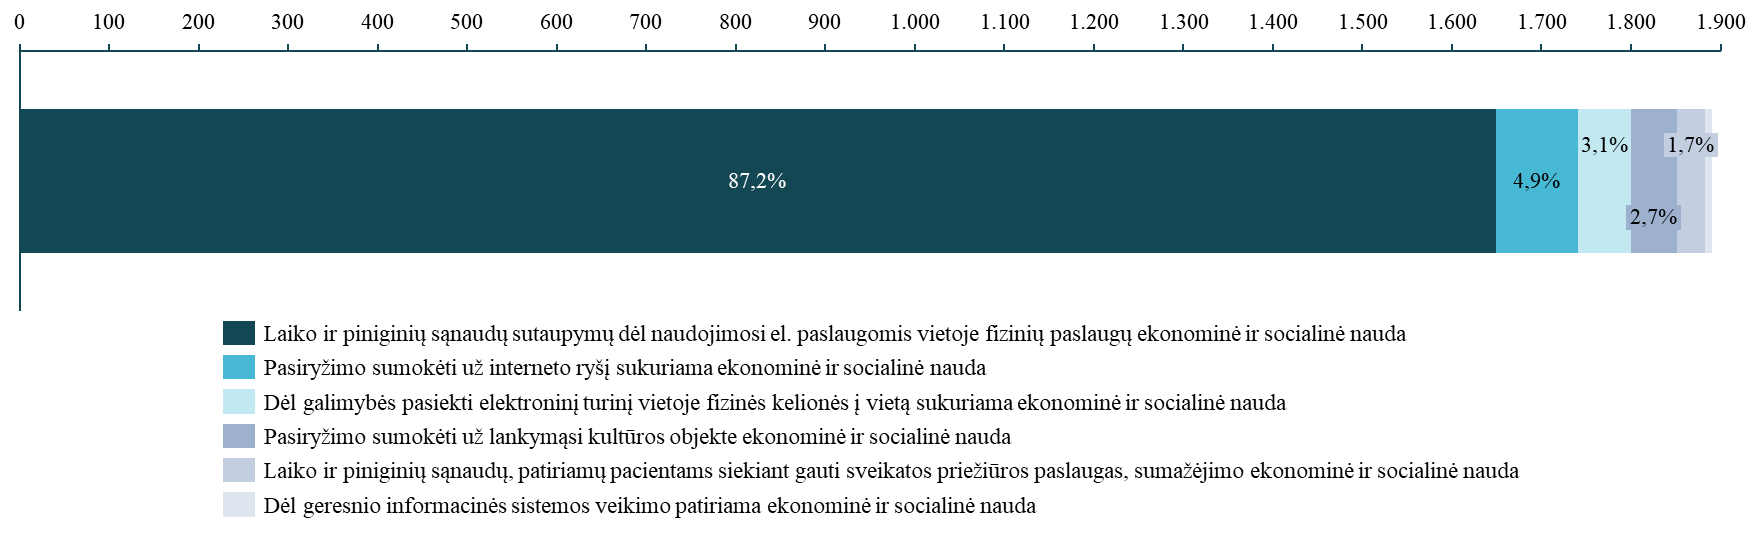 0 100 200 300 400 500 600 700 800 900 1.000 1.100 1.200 1.300 1.400 1.500 1.600 1.700 1.800 1.900
3,1% 1,7%
87,2% 4,9%
2,7%
Laiko ir piniginių sąnaudų sutaupymų dėl naudojimosi el. paslaugomis vietoje fizinių paslaugų ekonominė ir socialinė nauda
Pasiryžimo sumokėti už interneto ryšį sukuriama ekonominė ir socialinė nauda
Dėl galimybės pasiekti elektroninį turinį vietoje fizinės kelionės į vietą sukuriama ekonominė ir socialinė nauda
Pasiryžimo sumokėti už lankymąsi kultūros objekte ekonominė ir socialinė nauda
Laiko ir piniginių sąnaudų, patiriamų pacientams siekiant gauti sveikatos priežiūros paslaugas, sumažėjimo ekonominė ir socialinė nauda
Dėl geresnio informacinės sistemos veikimo patiriama ekonominė ir socialinė nauda